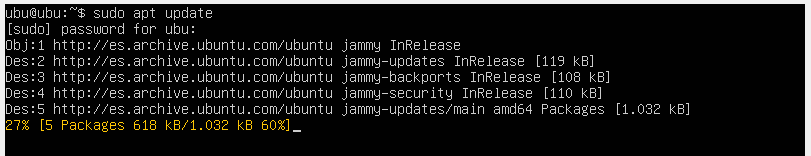 ubu@ubu:~$ sudo apt update
[sudo] password for ubu:
Obj:1 http://es.archive.ubuntu.com/ubuntu jammy InRelease
Des:2 http://es.archive.ubuntu.com/ubuntu jammy-updates InRelease [119 kB]
Des:3 http://es.archive.ubuntu.com/ubuntu jammy-backports InRelease [108 kB]
Des:4 http://es.archive.ubuntu.com/ubuntu jammy-security InRelease [110 kB]
Des:5 http://es.archive.ubuntu.com/ubuntu jammy-updates/main amd64 Packages [1.032 kB]
27% [5 Packages 618 kB/1.032 kB 60%]